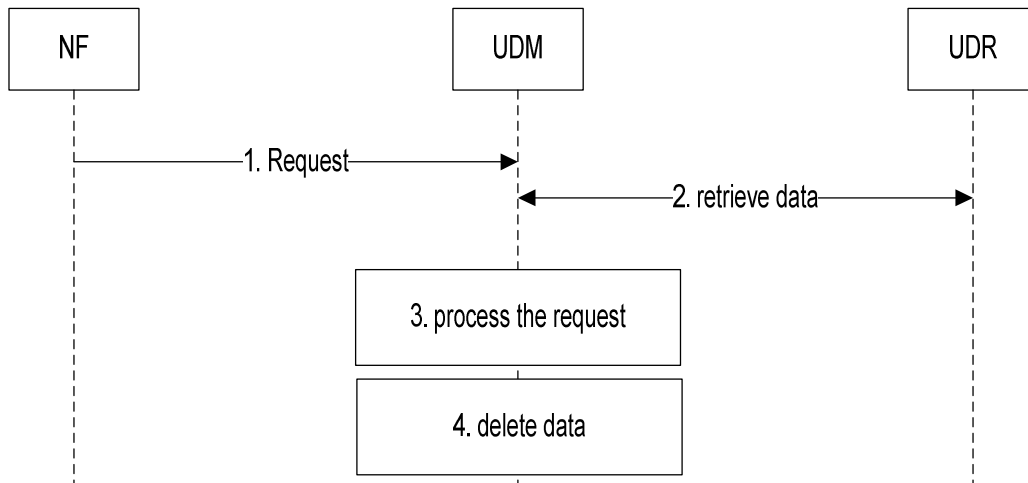 NF
UDM
UDR
1. Request
2. retrieve data
3. process the request
4. delete data